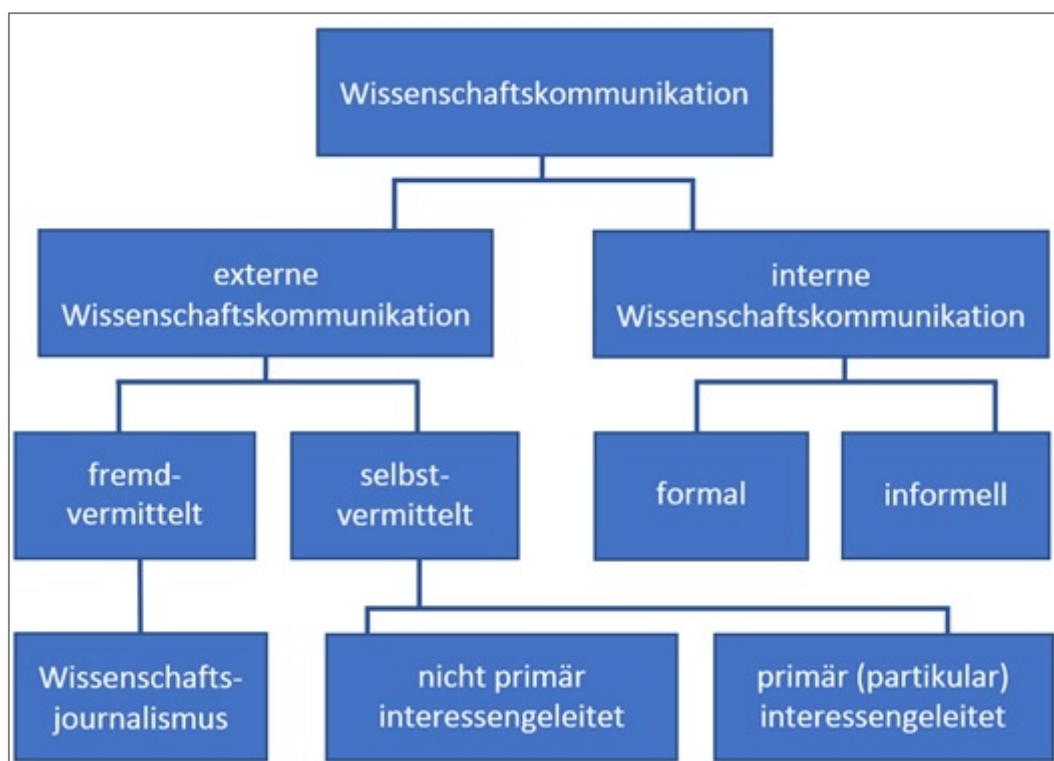 Wissenschaftskommunikation
externe
Wissenschaftskommunikation
interne
Wissenschaftskommunikation
fremd-
vermittelt
selbst-
vermittelt
formal
informell
Wissenschafts-
journalismus
nicht primär
interessengeleitet
primär (partikular)
interessengeleitet